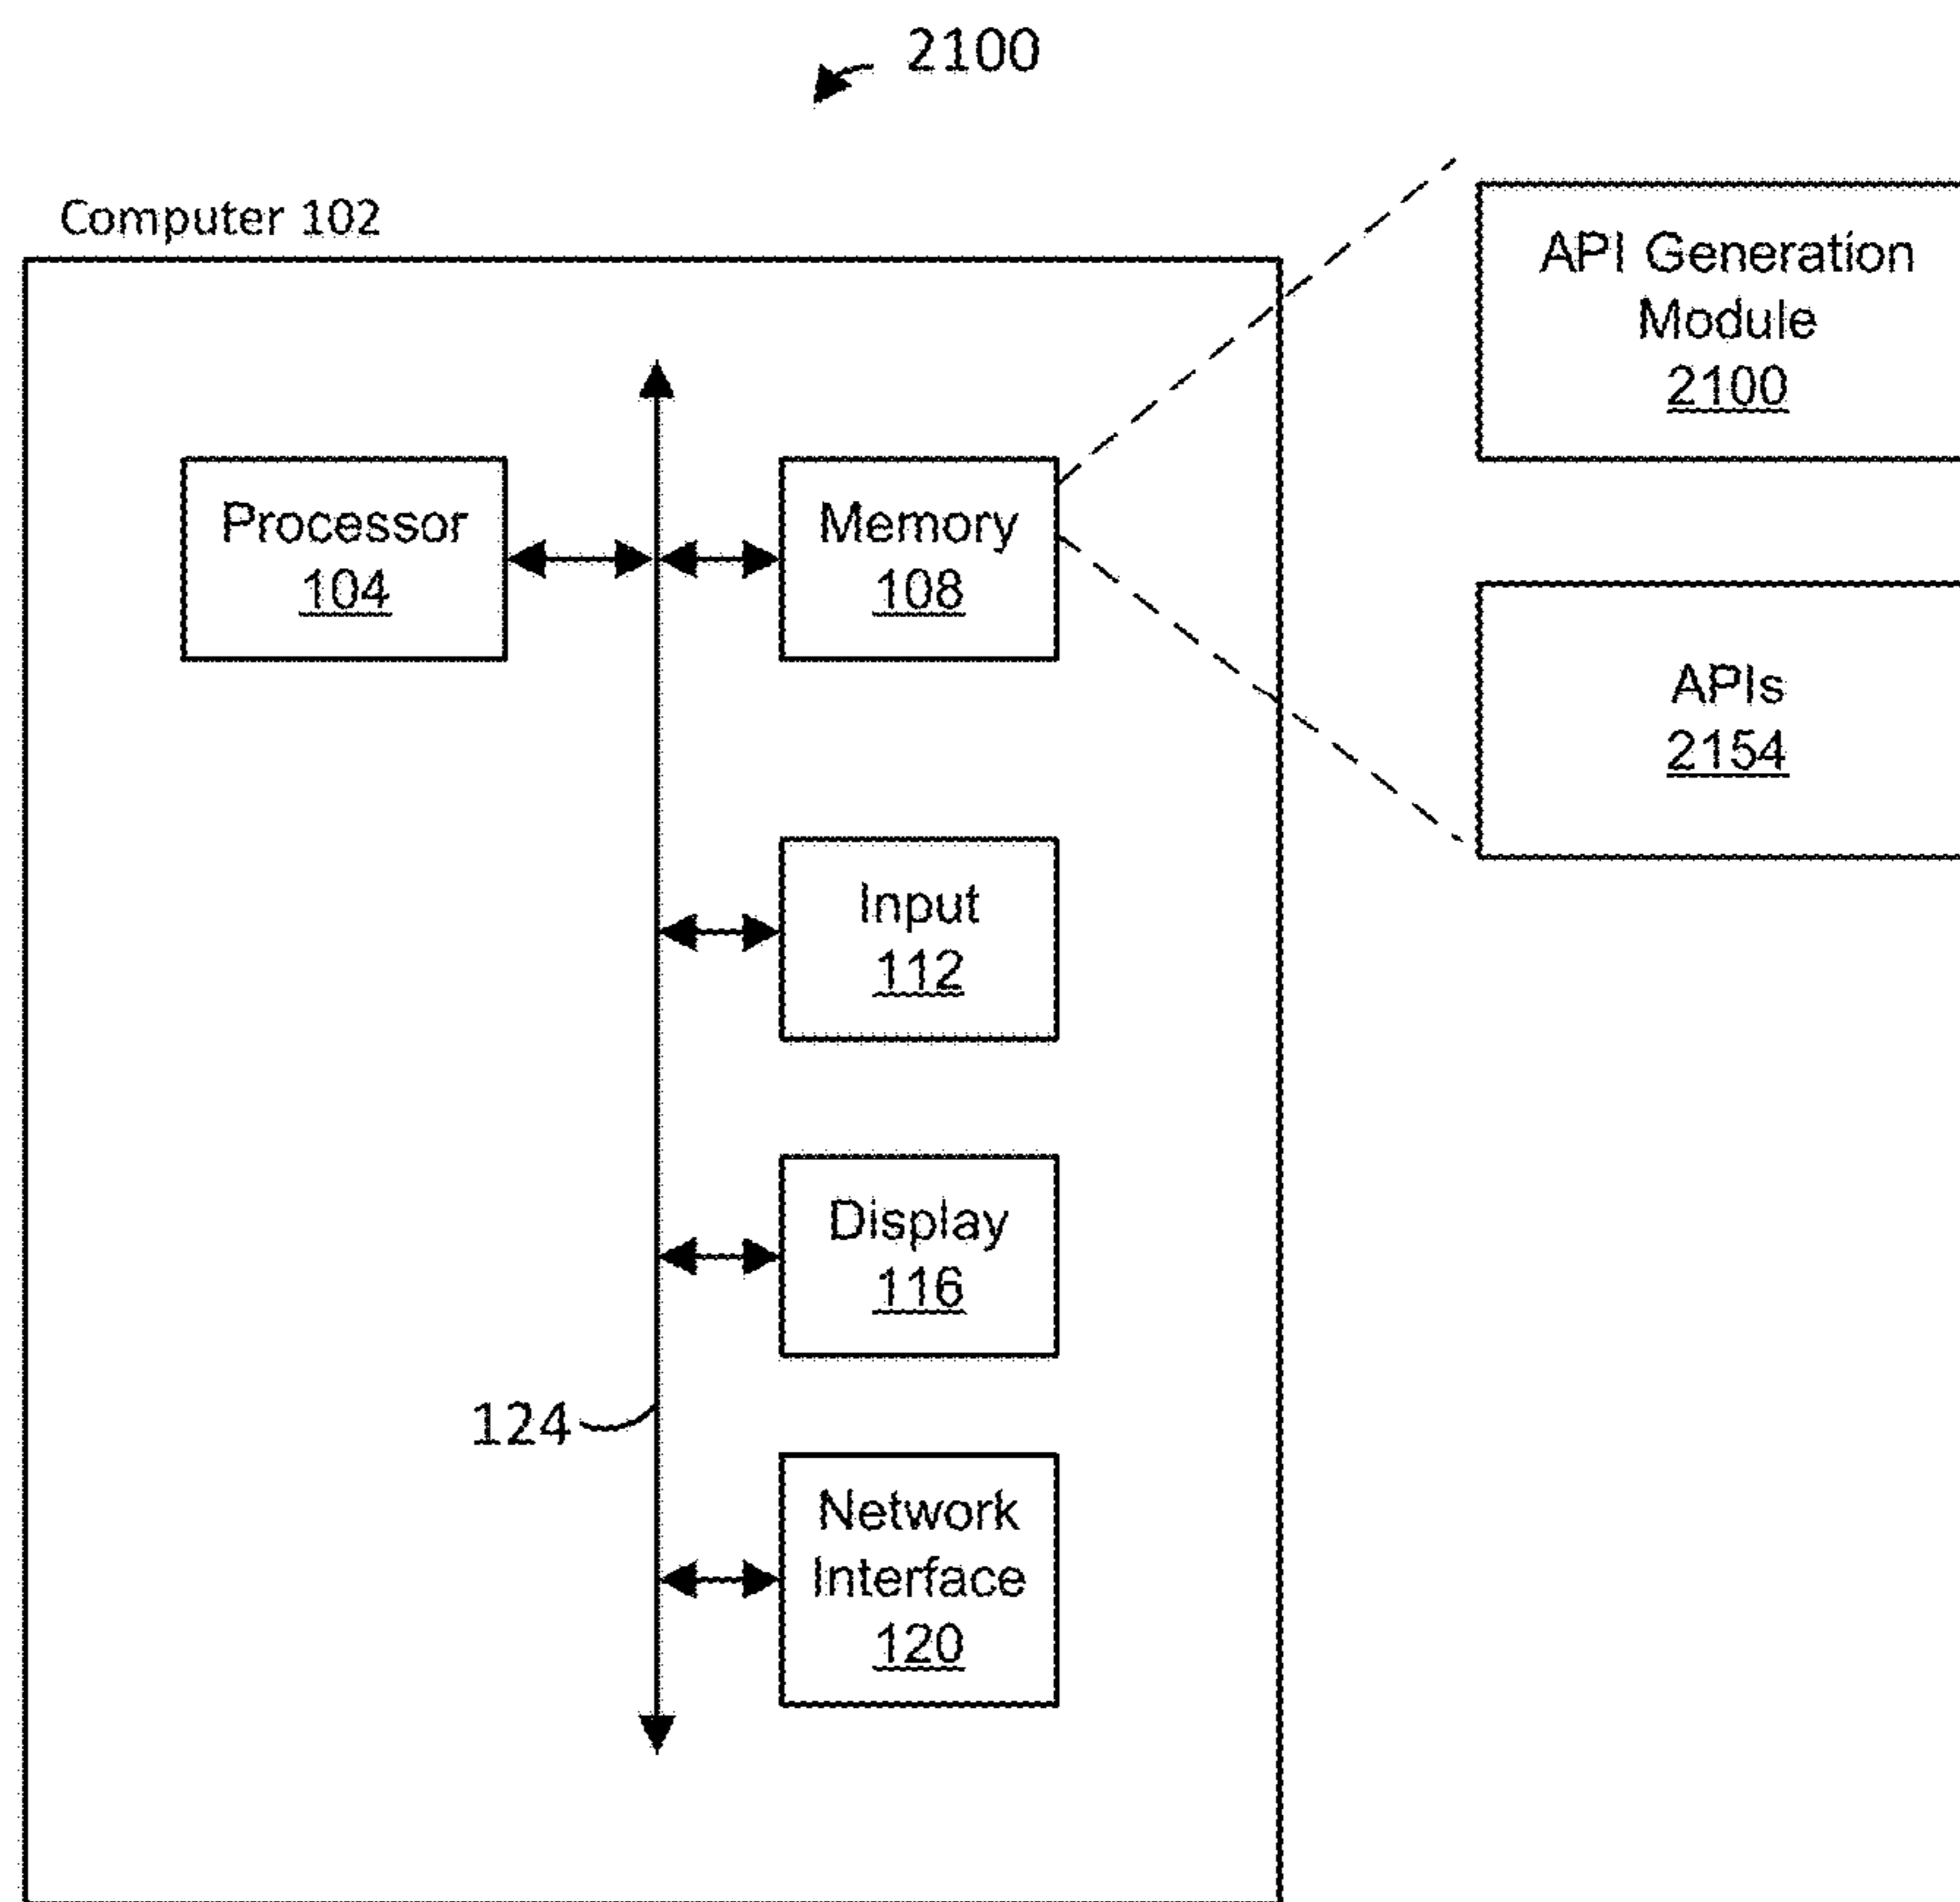 2100
Computer 102
API Generation
Module
2100
Processor
104
Memory
108
APIs
2154
Input
112
Display
116
124
Network
Interface
120